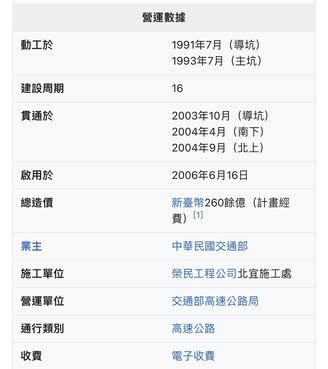 營運數據
動工於 1991年7月（導坑）
1993年7月（主坑）
建設周期 16
貫通於 2003年10月（導坑）
2004年4月（南下）
2004年9月（北上）
啟用於 2006年6月16日
總造價 新臺幣260餘億（計畫經
費）[1]
業主 中華民國交通部
施工單位 榮民工程公司北宜施工處
營運單位 交通部高速公路局
通行類別 高速公路
收費 電子收費